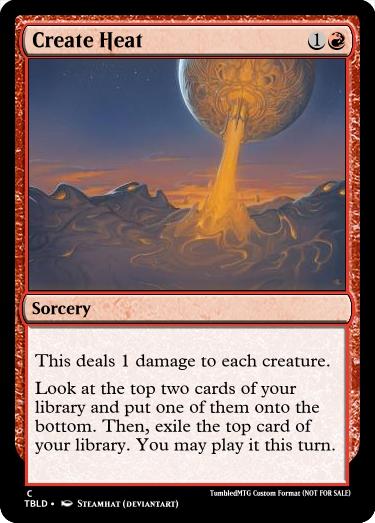 Create Heat
1
Sorcery
This deals 1 damage to each creature.
Look at the top two cards of your
library and put one of them onto the
bottom. Then, exile the top card of
your library. You may play it this turn.
C
TumbledMTG Custom Format (NOT FOR SALE)
TBLD • Steamhat (deviantart)